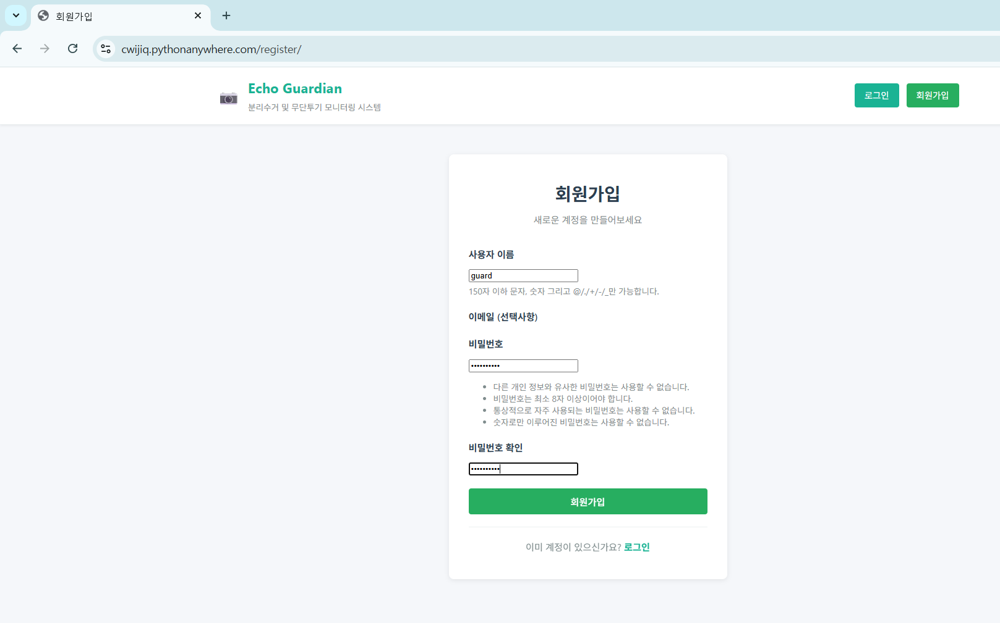 회원가입
cwijiq.pythonanywhere.com/register/
Echo Guardian
분리수거 및 무단투기 모니터링 시스템
로그인
회원가입
회원가입
새로운 계정을 만들어보세요
사용자 이름
guard
150자 이하 문자, 숫자 그리고 @/./+/-/_만 가능합니다.
이메일 (선택사항)
비밀번호
••••••••••
다른 개인 정보와 유사한 비밀번호는 사용할 수 없습니다.
비밀번호는 최소 8자 이상이어야 합니다.
통상적으로 자주 사용되는 비밀번호는 사용할 수 없습니다.
숫자로만 이루어진 비밀번호는 사용할 수 없습니다.
비밀번호 확인
••••••••••
회원가입
이미 계정이 있으신가요? 로그인